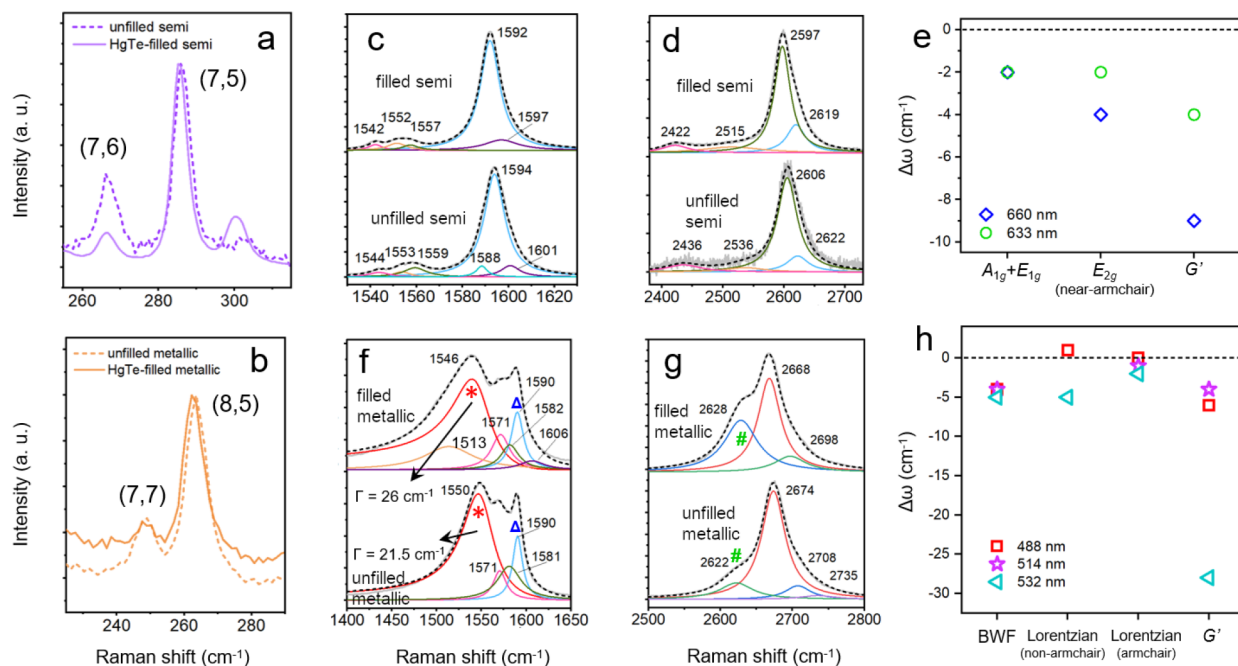 Intensity (a. u.)
unfilled semi
HgTe-filled semi
a
(7,5)
(7,6)
260
280
300
c
1592
filled semi
1542
1552
1557
1597
1594
unfilled semi
1544
1553
1559
1588
1601
1540
1560
1580
1600
1620
d
2597
filled semi
2619
2422
2515
2606
unfilled
semi
2436
2536
2622
2400
2500
2600
2700
e
Δω (cm-1)
0
-2
-4
-6
-8
-10
660 nm
633 nm
A1g+E1g
E2g
(near-armchair)
G'
Intensity (a. u.)
unfilled metallic
HgTe-filled metallic
b
(8,5)
(7,7)
240
260
280
Raman shift (cm-1)
f
1546
filled
metallic
*
Δ
1590
1582
1571
1606
1513
Γ = 26 cm-1
1550
*
Δ
1590
Γ = 21.5 cm-1
1581
1571
unfilled
metallic
1400
1450
1500
1550
1600
1650
Raman shift (cm-1)
g
2668
filled
metallic
2628
#
2698
unfilled
metallic
2674
#
2622
2708
2735
2500
2600
2700
2800
Raman shift (cm-1)
h
Δω (cm-1)
0
-5
-10
-15
-20
-25
-30
488 nm
514 nm
532 nm
BWF
Lorentzian
(non-armchair)
Lorentzian
(armchair)
G'